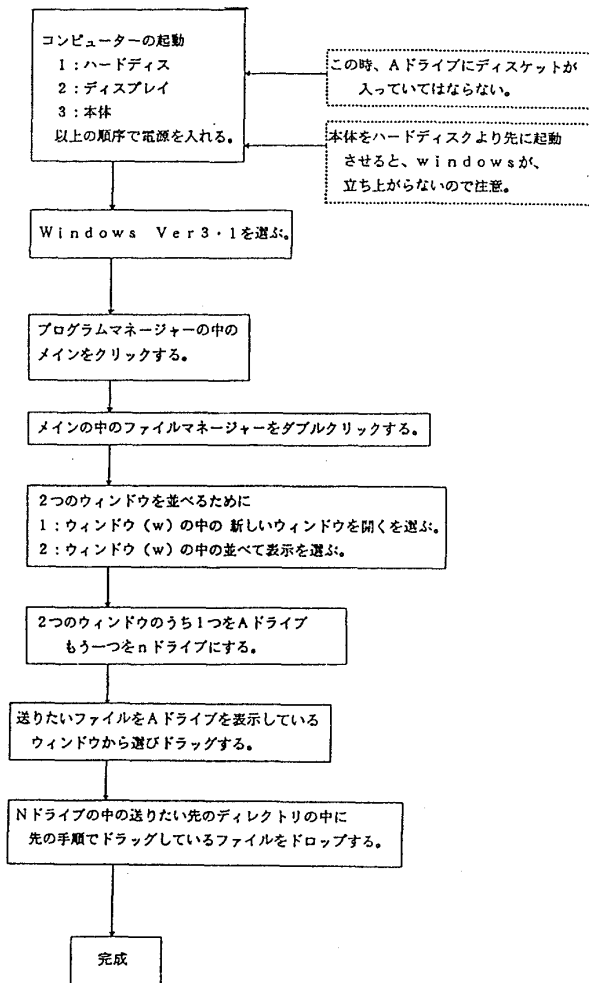 コンピューターの起動
1:ハードディス
2:ディスプレイ
3:本体
以上の順序で電源を入れる。
この時、Aドライブにディスケットが
入っていてはならない。
本体をハードディスクより先に起動
させると、windowsが、
立ち上がらないので注意。
Windows Ver3・1を選ぶ。
プログラムマネージャーの中の
メインをクリックする。
メインの中のファイルマネージャーをダブルクリックする。
2つのウィンドウを並べるために
1:ウィンドウ(w)の中の 新しいウィンドウを開くを選ぶ。
2:ウィンドウ(w)の中の並べて表示を選ぶ。
2つのウィンドウのうち1つをAドライブ
もう一つをnドライブにする。
送りたいファイルをAドライブを表示している
ウィンドウから選びドラッグする。
Nドライブの中の送りたい先のディレクトリの中に
先の手順でドラッグしているファイルをドロップする。
完成